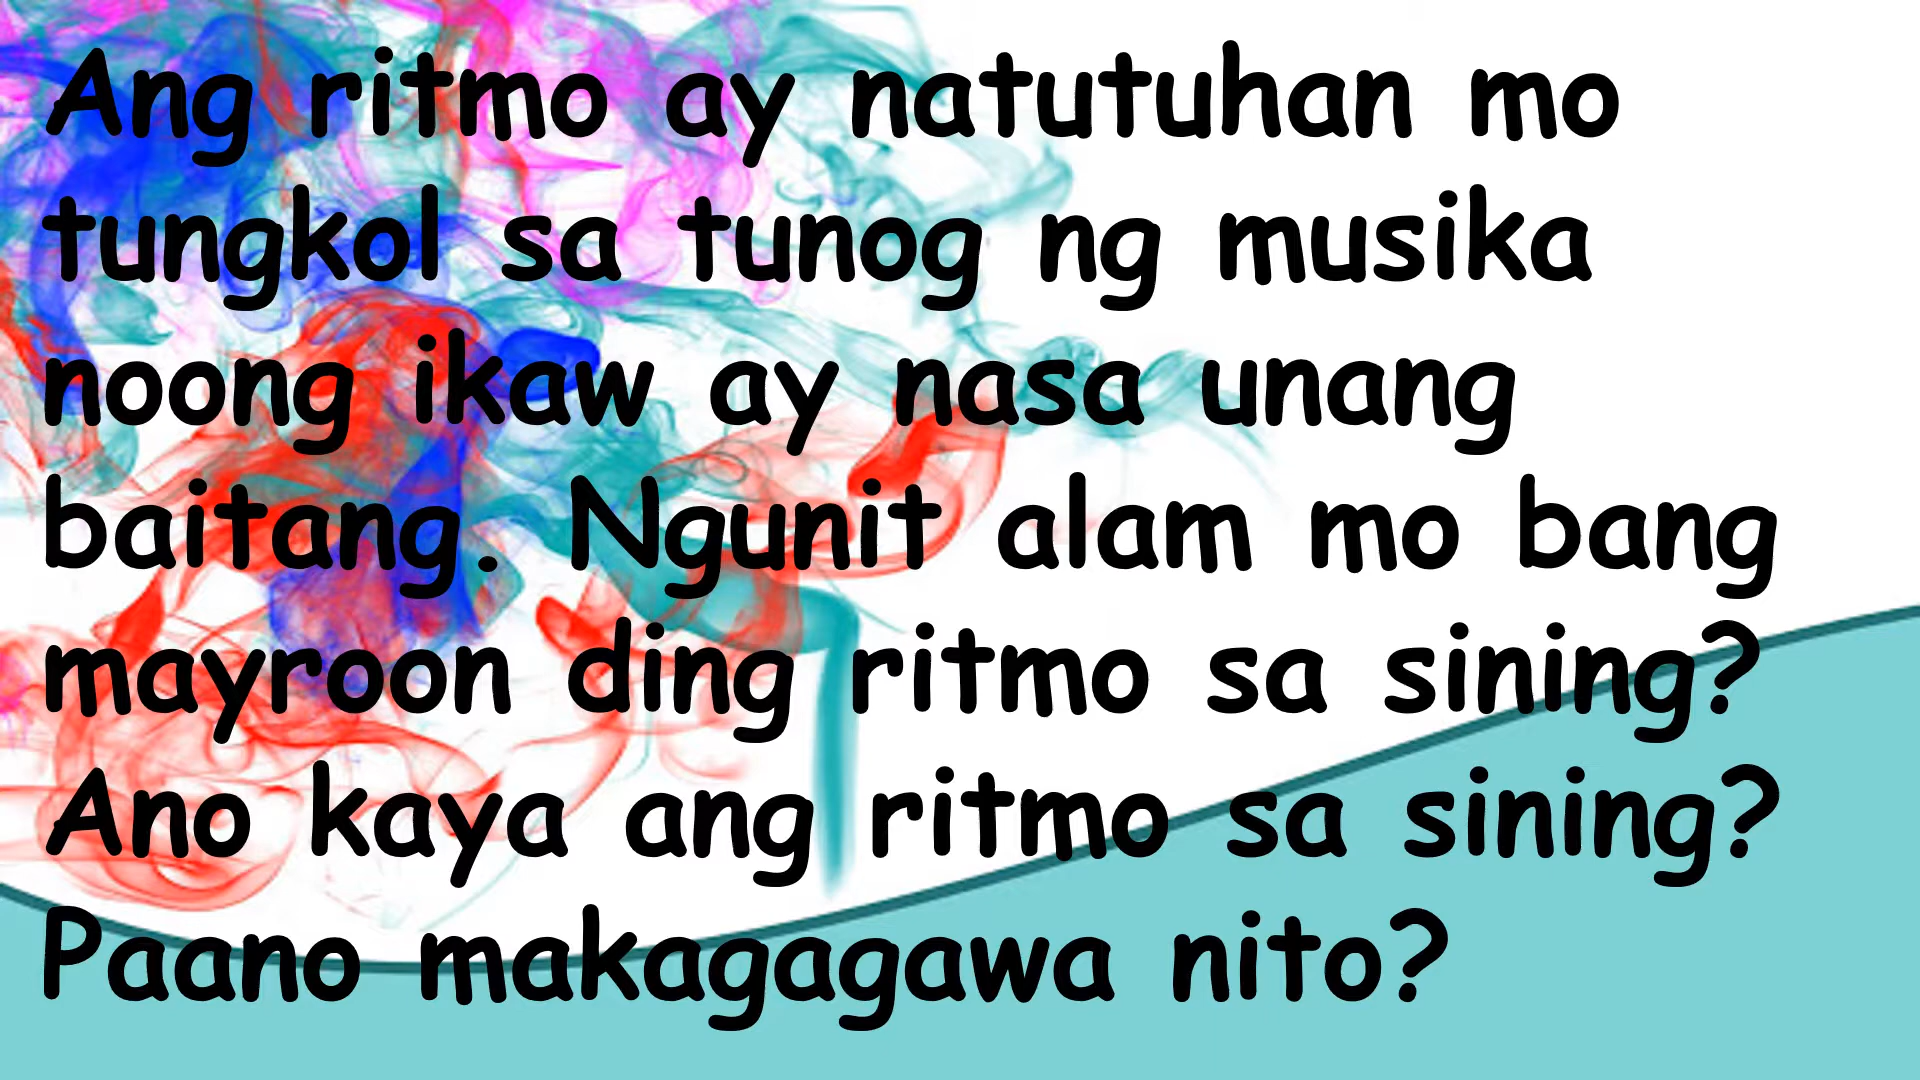 Ang ritmo ay natutuhan mo
tungkol sa tunog ng musika
noong ikaw ay nasa unang
baitang. Ngunit alam mo bang
mayroon ding ritmo sa sining?
Ano kaya ang ritmo sa sining?
Paano makagagawa nito?